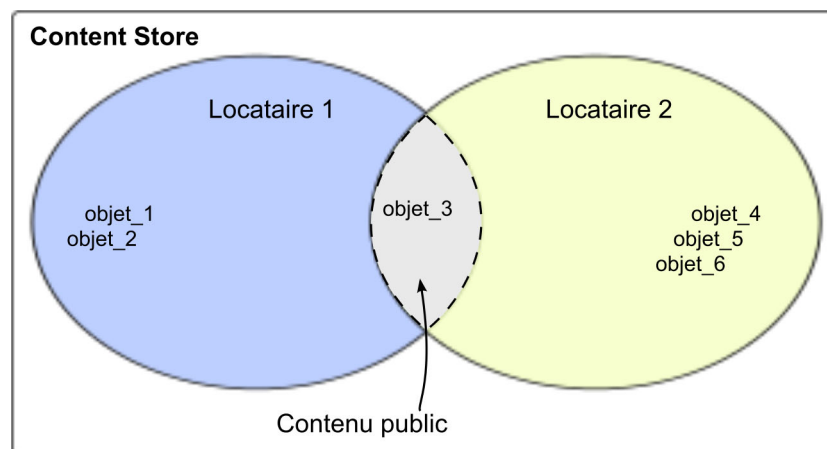 Content Store
Locataire 1
Locataire 2
objet_1
objet_2
objet_3
objet_4
objet_5
objet_6
Contenu public